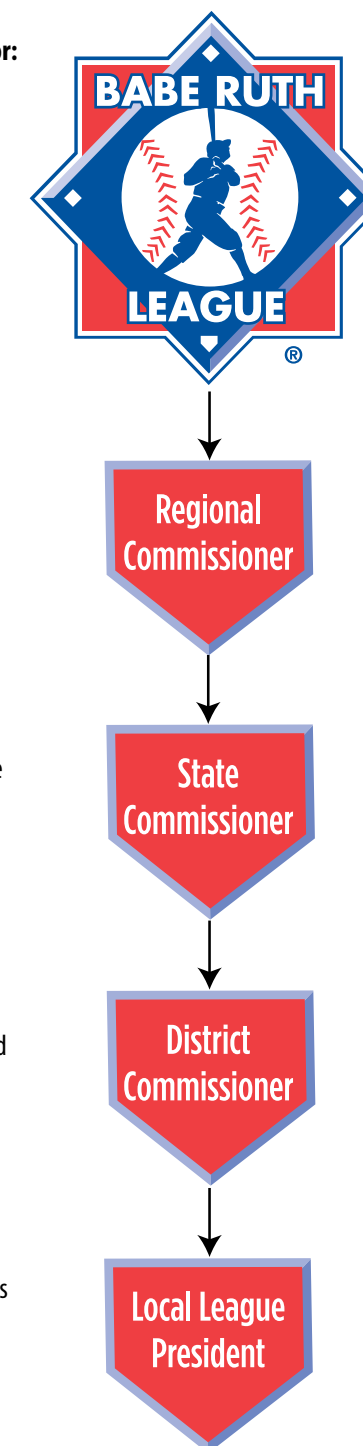 or:
BABE RUTH
LEAGUE
®
Regional
Commissioner
e
State
Commissioner
d
District
Commissioner
s
Local League
President